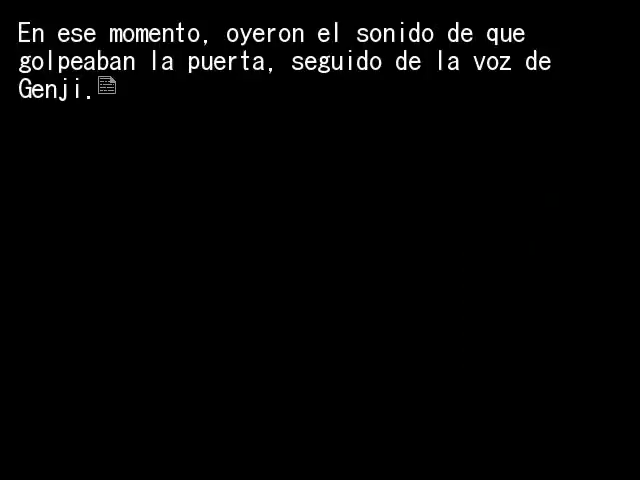 En ese momento, oyeron el sonido de que
golpeaban la puerta, seguido de la voz de
Genji.